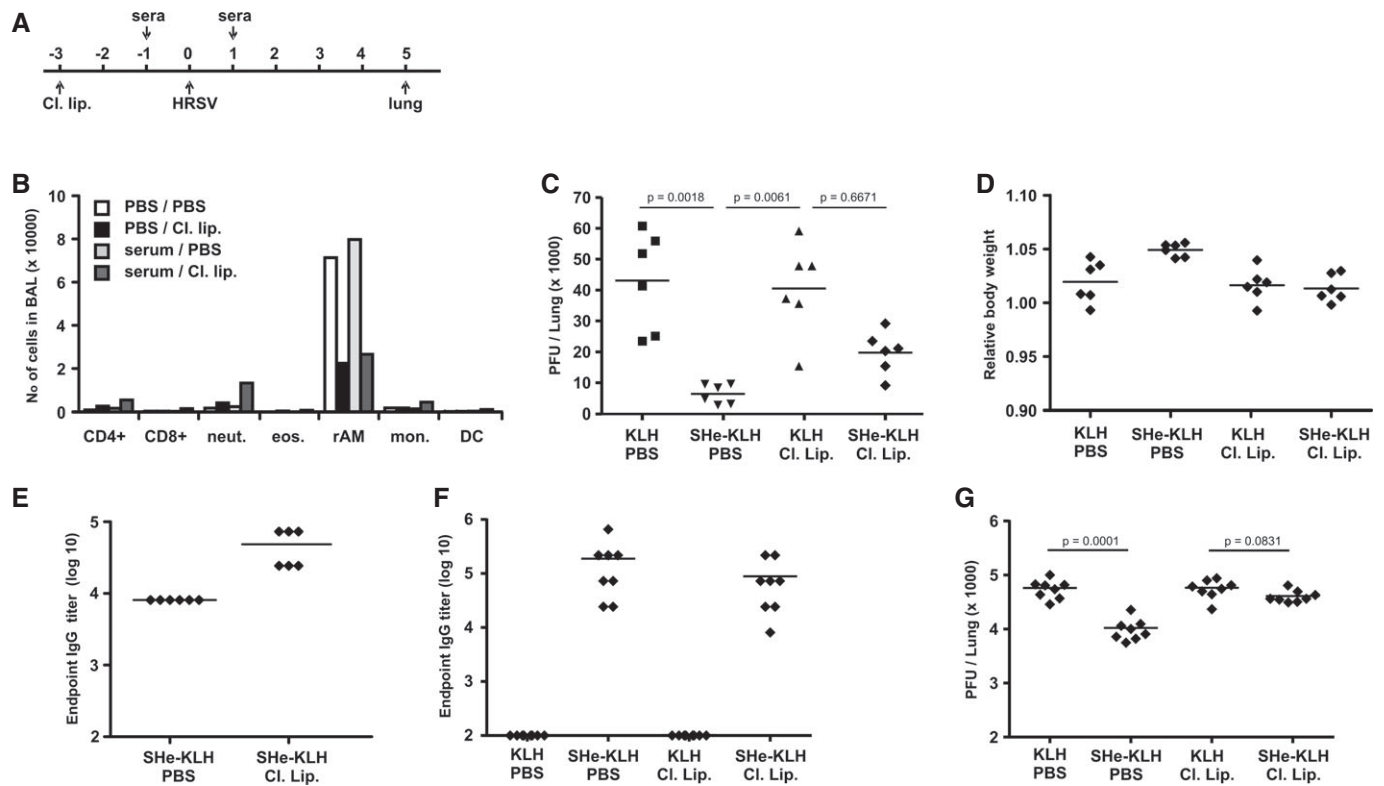 A
sera sera
-3 -2 -1 0 1 2 3 4 5
Cl. lip. HRSV lung
B
No of cells in BAL (x 10000)
10
8
6
4
2
0
PBS / PBS
PBS / Cl. lip.
serum / PBS
serum / Cl. lip.
CD4+ CD8+ neut. eos. rAM mon. DC
C
p = 0.0018 p = 0.0061 p = 0.6671
PFU / Lung (x 1000)
70
60
50
40
30
20
10
0
KLH SHe-KLH KLH SHe-KLH
PBS PBS Cl. Lip. Cl. Lip.
D
Relative body weight
1.10
1.05
1.00
0.95
0.90
KLH SHe-KLH KLH SHe-KLH
PBS PBS Cl. Lip. Cl. Lip.
E
Endpoint IgG titer (log 10)
5
4
3
2
SHe-KLH SHe-KLH
PBS Cl. Lip.
F
Endpoint IgG titer (log 10)
6
5
4
3
2
KLH SHe-KLH KLH SHe-KLH
PBS PBS Cl. Lip. Cl. Lip.
G
p = 0.0001 p = 0.0831
PFU / Lung (x 1000)
6
5
4
3
2
KLH SHe-KLH KLH SHe-KLH
PBS PBS Cl. Lip. Cl. Lip.